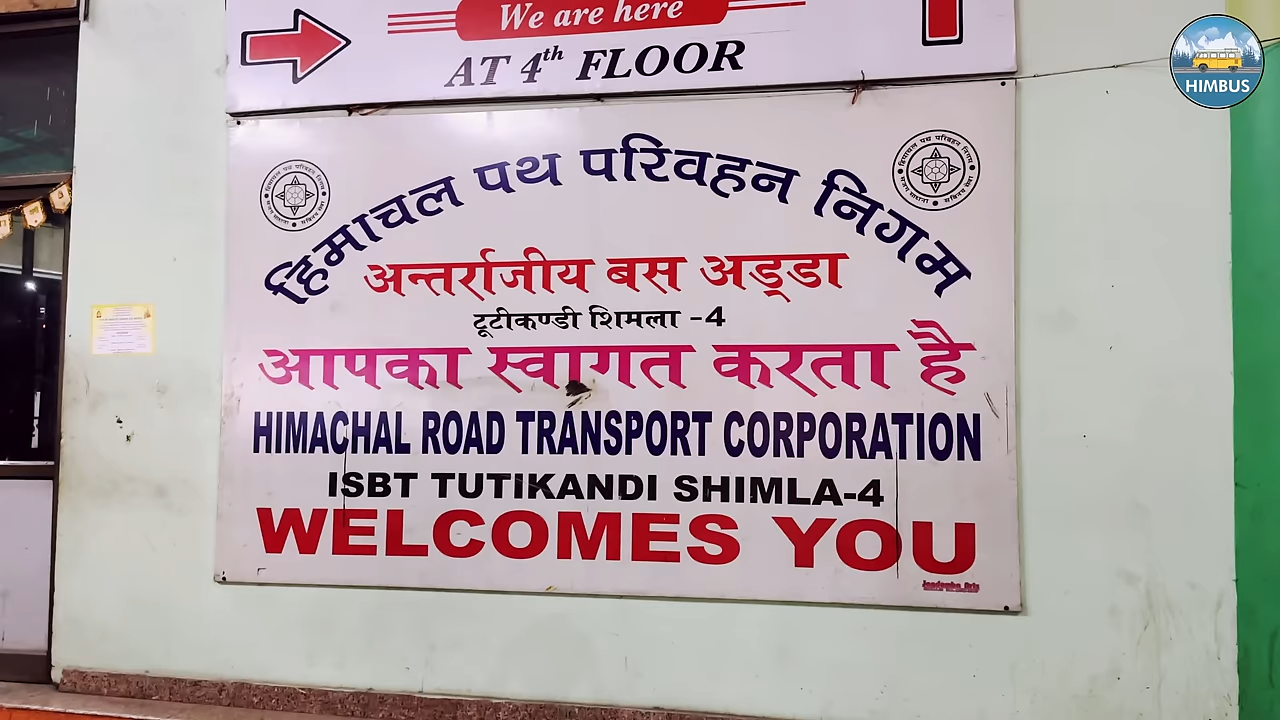 We are here
AT 4th FLOOR
HIMBUS
हिमाचल पथ परिवहन निगम
अन्तर्राजीय बस अड्डा
टूटीकण्डी शिमला -4
आपका स्वागत करता है
HIMACHAL ROAD TRANSPORT CORPORATION
ISBT TUTIKANDI SHIMLA-4
WELCOMES YOU